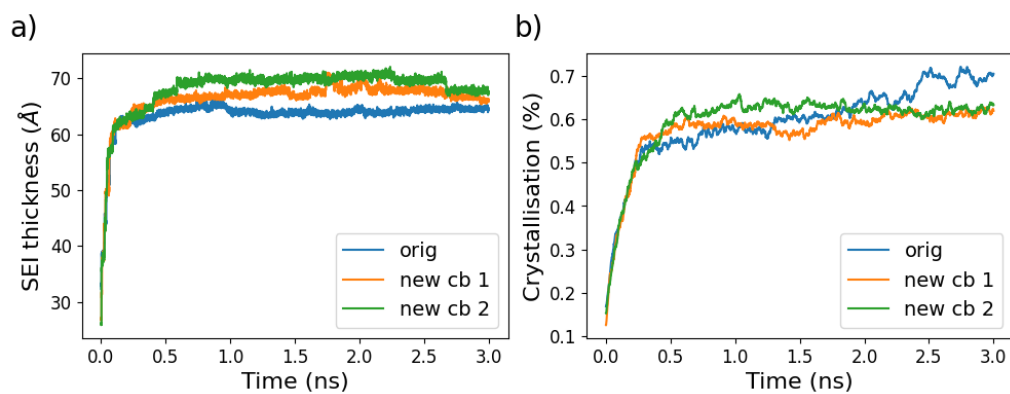 a)
SEI thickness (Å)
70
60
50
40
30
0.0 0.5 1.0 1.5 2.0 2.5 3.0
Time (ns)
orig
new cb 1
new cb 2
b)
Crystallisation (%)
0.7
0.6
0.5
0.4
0.3
0.2
0.1
0.0 0.5 1.0 1.5 2.0 2.5 3.0
Time (ns)
orig
new cb 1
new cb 2